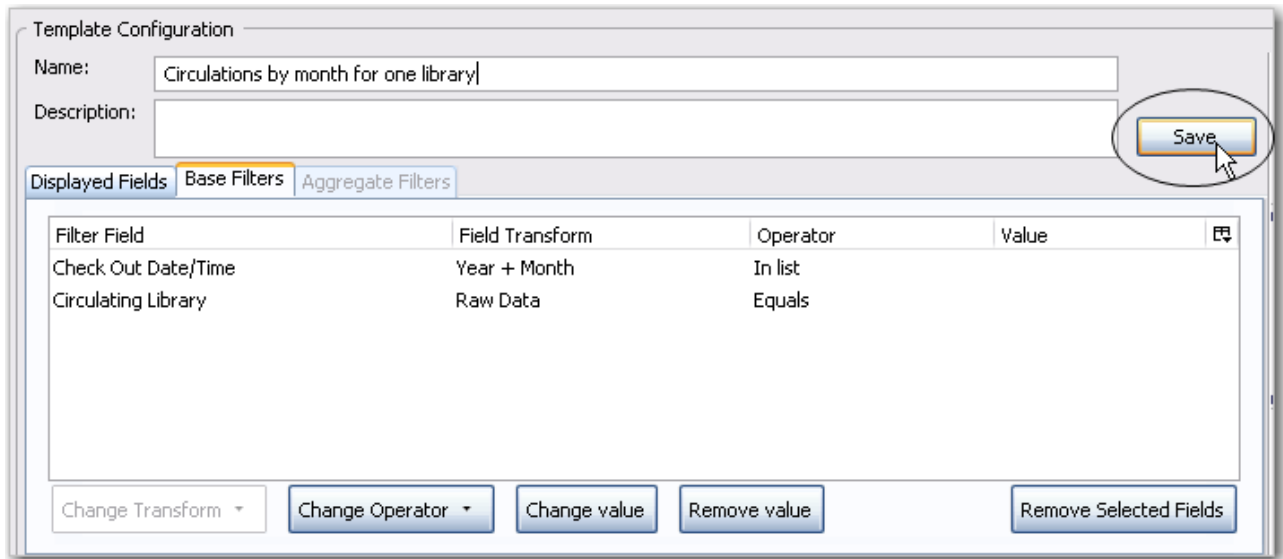 Template Configuration
Name: Circulations by month for one library
Description:
Save
Displayed Fields Base Filters Aggregate Filters
Filter Field Field Transform Operator Value
Check Out Date/Time Year + Month In list
Circulating Library Raw Data Equals
Change Transform Change Operator Change value Remove value Remove Selected Fields